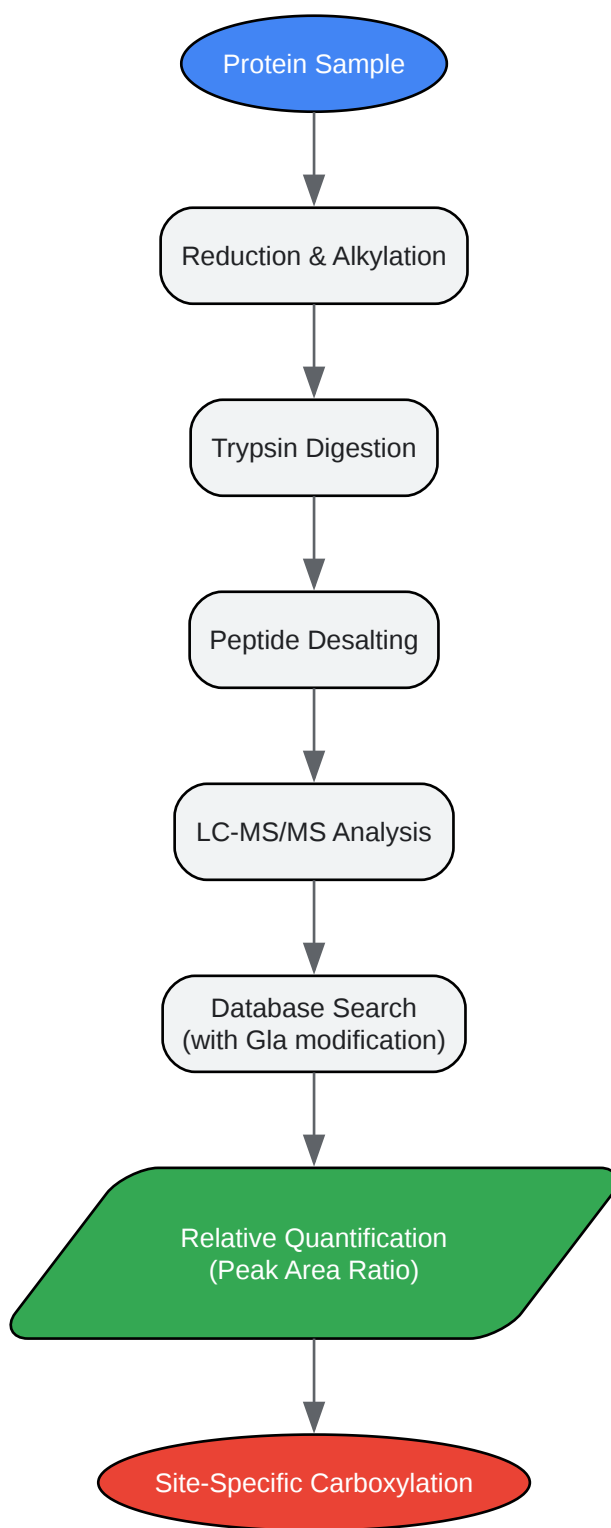 Protein Sample
Reduction & Alkylation
Trypsin Digestion
Peptide Desalting
LC-MS/MS Analysis
Database Search
(with Gla modification)
Relative Quantification
(Peak Area Ratio)
Site-Specific Carboxylation